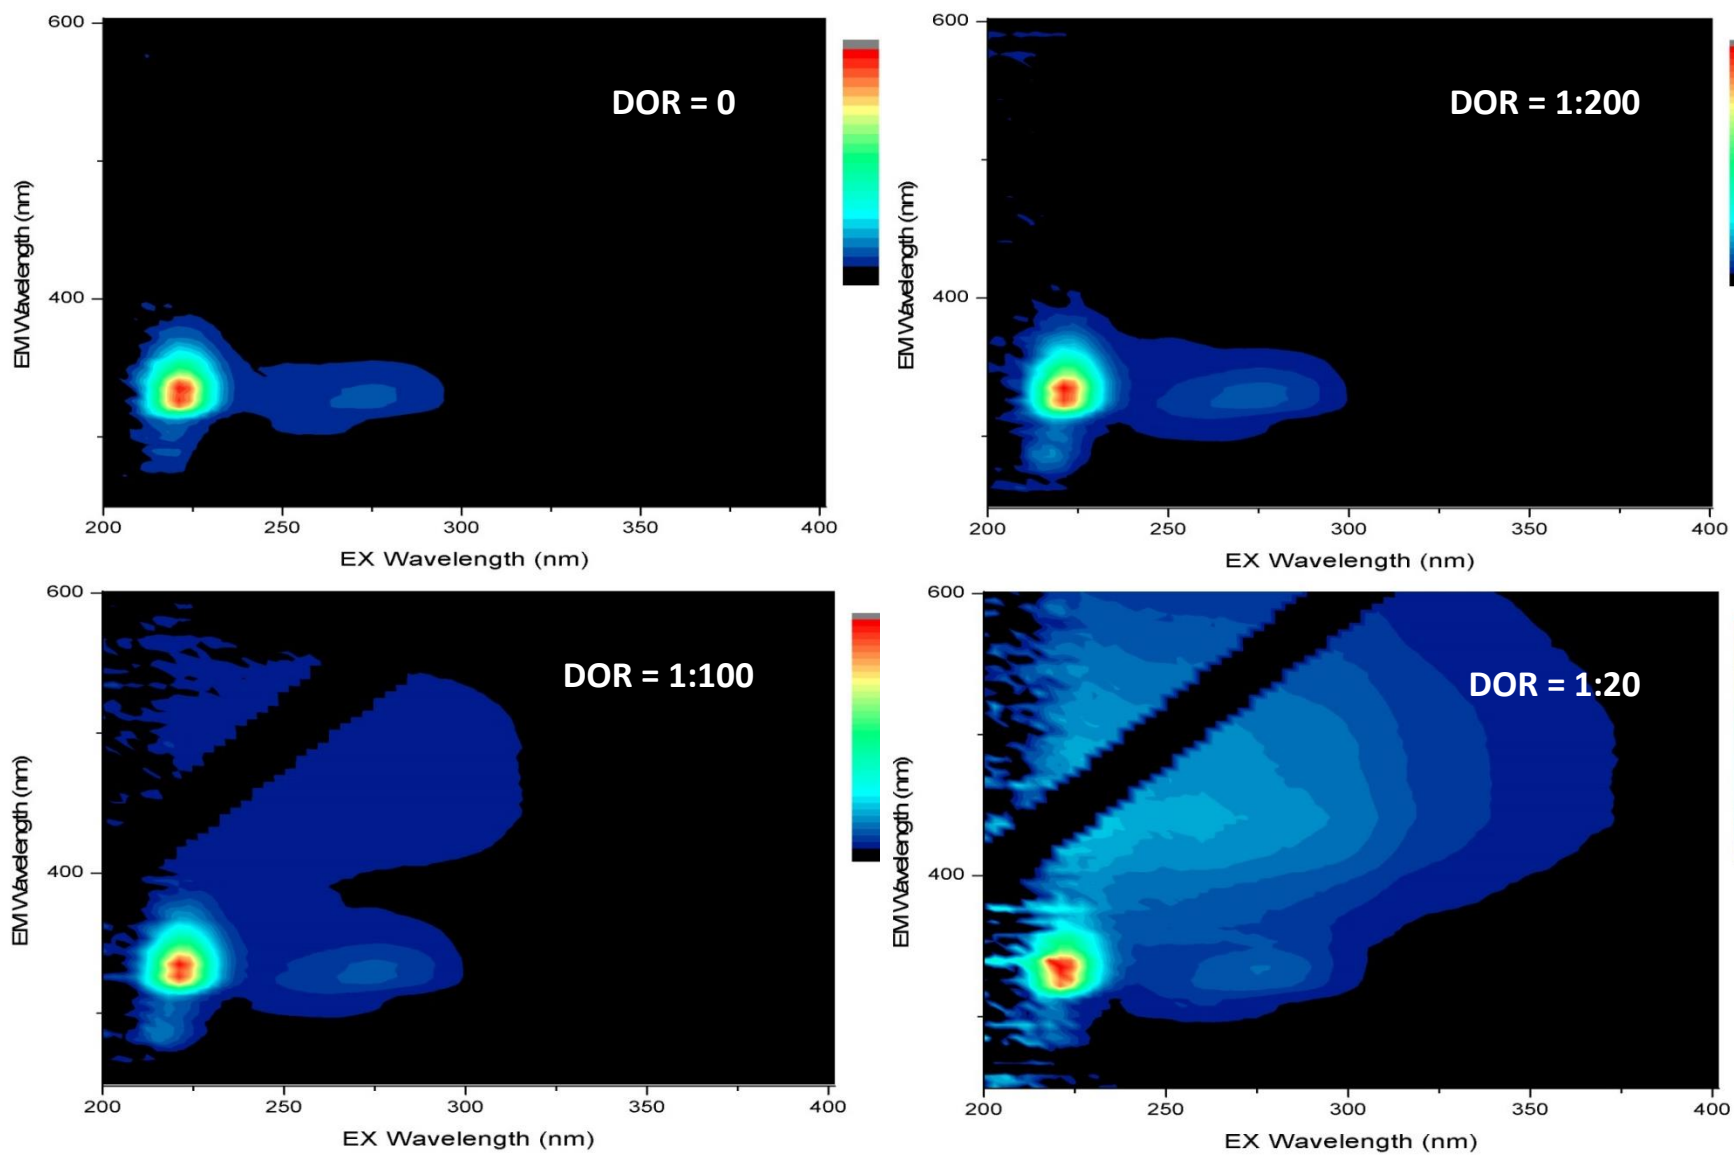 600
400
EM Wavelength (nm)
DOR = 0
200 250 300 350 400
EX Wavelength (nm)
600
400
EM Wavelength (nm)
DOR = 1:200
200 250 300 350 400
EX Wavelength (nm)
600
400
EM Wavelength (nm)
DOR = 1:100
200 250 300 350 400
EX Wavelength (nm)
600
400
EM Wavelength (nm)
DOR = 1:20
200 250 300 350 400
EX Wavelength (nm)